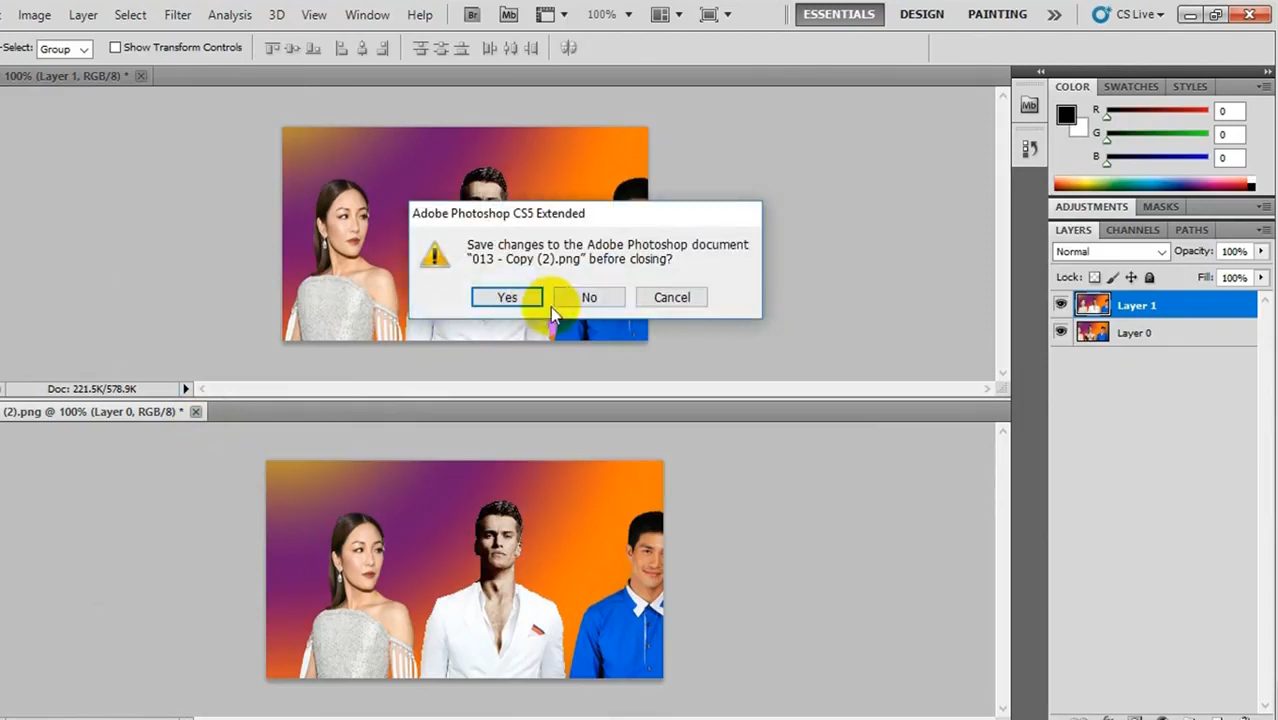 Image Layer Select Filter Analysis 3D View Window Help Br Mb 100% ESSENTIALS DESIGN PAINTING CS Live
-Select: Group Show Transform Controls
100% (Layer 1, RGB/8) *
COLOR SWATCHES STYLES
Mb
R 0
G 0
B 0
Adobe Photoshop CS5 Extended
ADJUSTMENTS MASKS
LAYERS CHANNELS PATHS
Save changes to the Adobe Photoshop document
"013 - Copy (2).png" before closing?
Normal Opacity: 100%
Lock: Fill: 100%
Yes No Cancel
Layer 1
Layer 0
Doc: 221.5K/578.9K
(2).png @ 100% (Layer 0, RGB/8) *